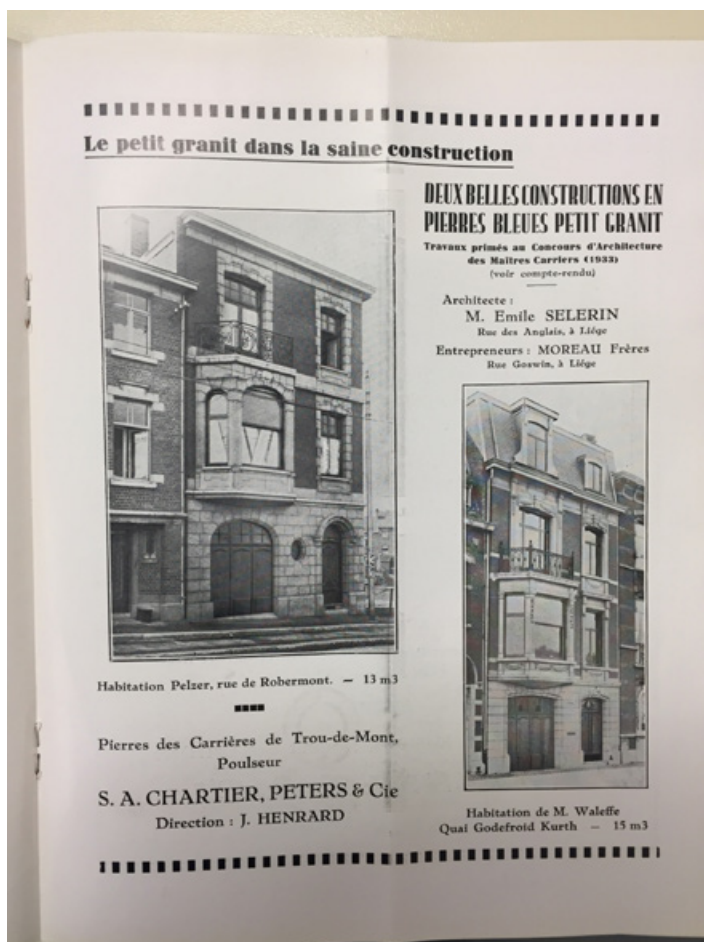 Le petit granit dans la saine construction
DEUX BELLES CONSTRUCTIONS EN
PIERRES BLEUES PETIT GRANIT
Travaux primés au Concours d'Architecture
des Maîtres Carriers (1933)
(voir compte-rendu)
Architecte :
M. Emile SELERIN
Rue des Anglais, à Liége
Entrepreneurs : MOREAU Frères
Rue Goswin, à Liége
Habitation Pelzer, rue de Robermont. — 13 m3
Pierres des Carrières de Trou-de-Mont,
Poulseur
S. A. CHARTIER, PETERS & Cie
Direction : J. HENRARD
Habitation de M. Waleffe
Quai Godefroid Kurth — 15 m3